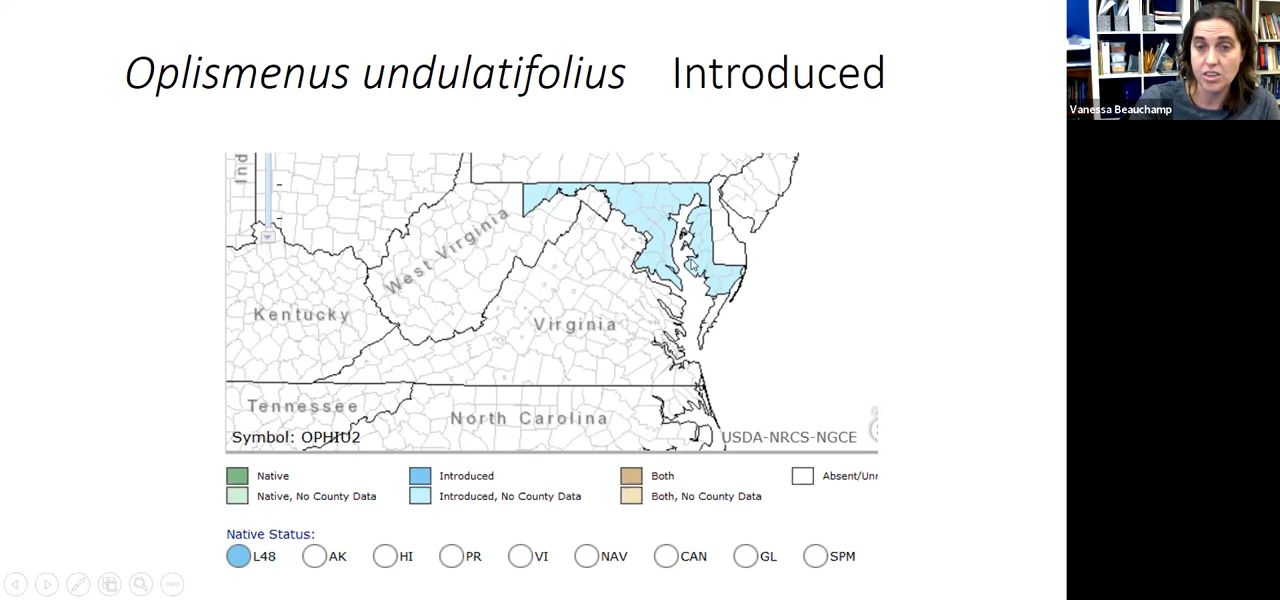 Oplismenus undulatifolius Introduced
Vanessa Beauchamp
Ind
West Virginia
Kentucky
Virginia
Tennessee
North Carolina
Symbol: OPHIU2
USDA-NRCS-NGCE
Native
Introduced
Both
Absent/Unr
Native, No County Data
Introduced, No County Data
Both, No County Data
Native Status:
L48 AK HI PR VI NAV CAN GL SPM